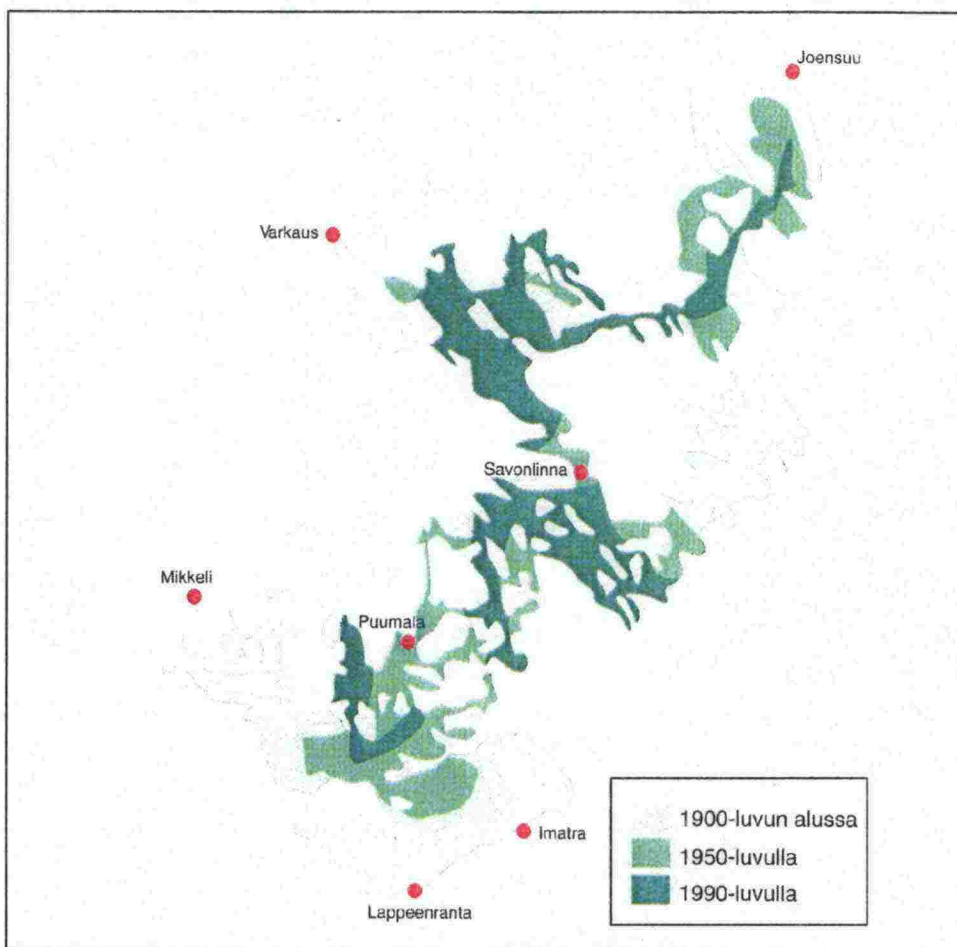 Joensuu
Varkaus
Savonlinna
Mikkeli
Puumala
Imatra
Lappeenranta
1900-luvun alussa
1950-luvulla
1990-luvulla